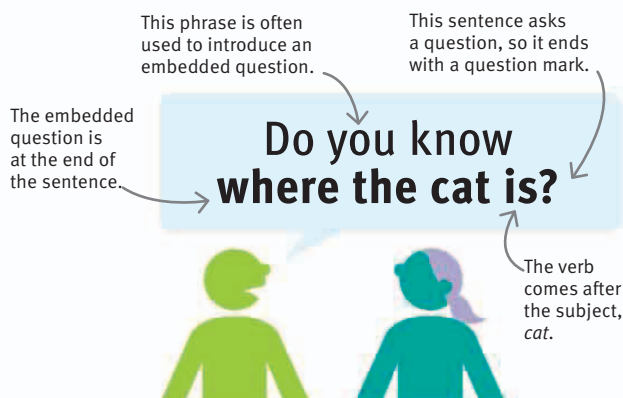 This phrase is often
used to introduce an
embedded question.
This sentence asks
a question, so it ends
with a question mark.
The embedded
question is
at the end of
the sentence.
Do you know
where the cat is?
The verb
comes after
the subject,
cat.